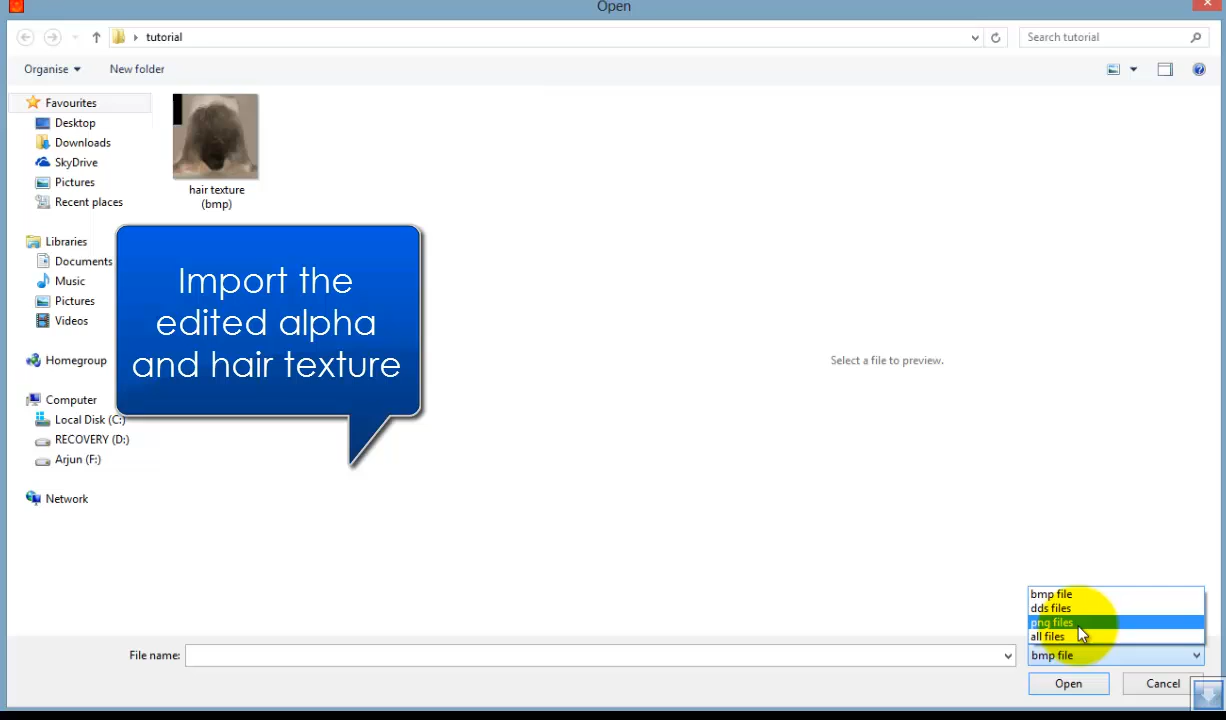 Open
tutorial
Search tutorial
Organise
New folder
Favourites
Desktop
Downloads
SkyDrive
Pictures
Recent places
Libraries
Documents
Music
Pictures
Videos
Homegroup
Computer
Local Disk (C:)
RECOVERY (D:)
Arjun (F:)
Network
hair texture
(bmp)
Import the
edited alpha
and hair texture
Select a file to preview.
bmp file
dds files
png files
all files
File name:
bmp file
Open
Cancel